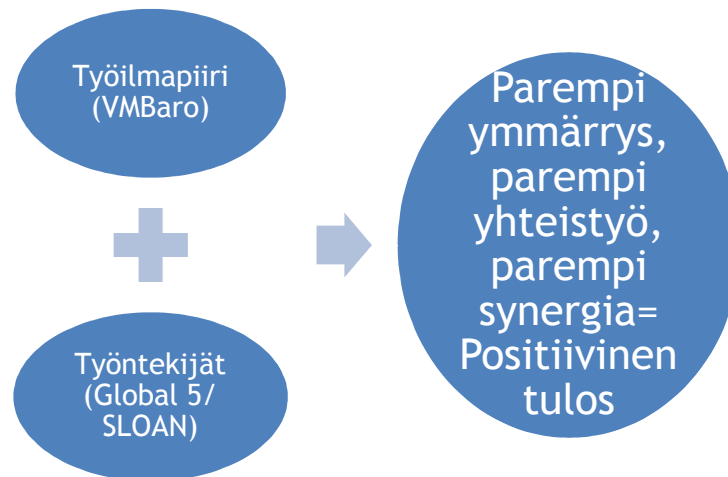 Työilmapiiri
(VMBaro)
Työntekijät
(Global 5/
SLOAN)
Parempi
ymmärrys,
parempi
yhteistyö,
parempi
synergia=
Positiivinen
tulos